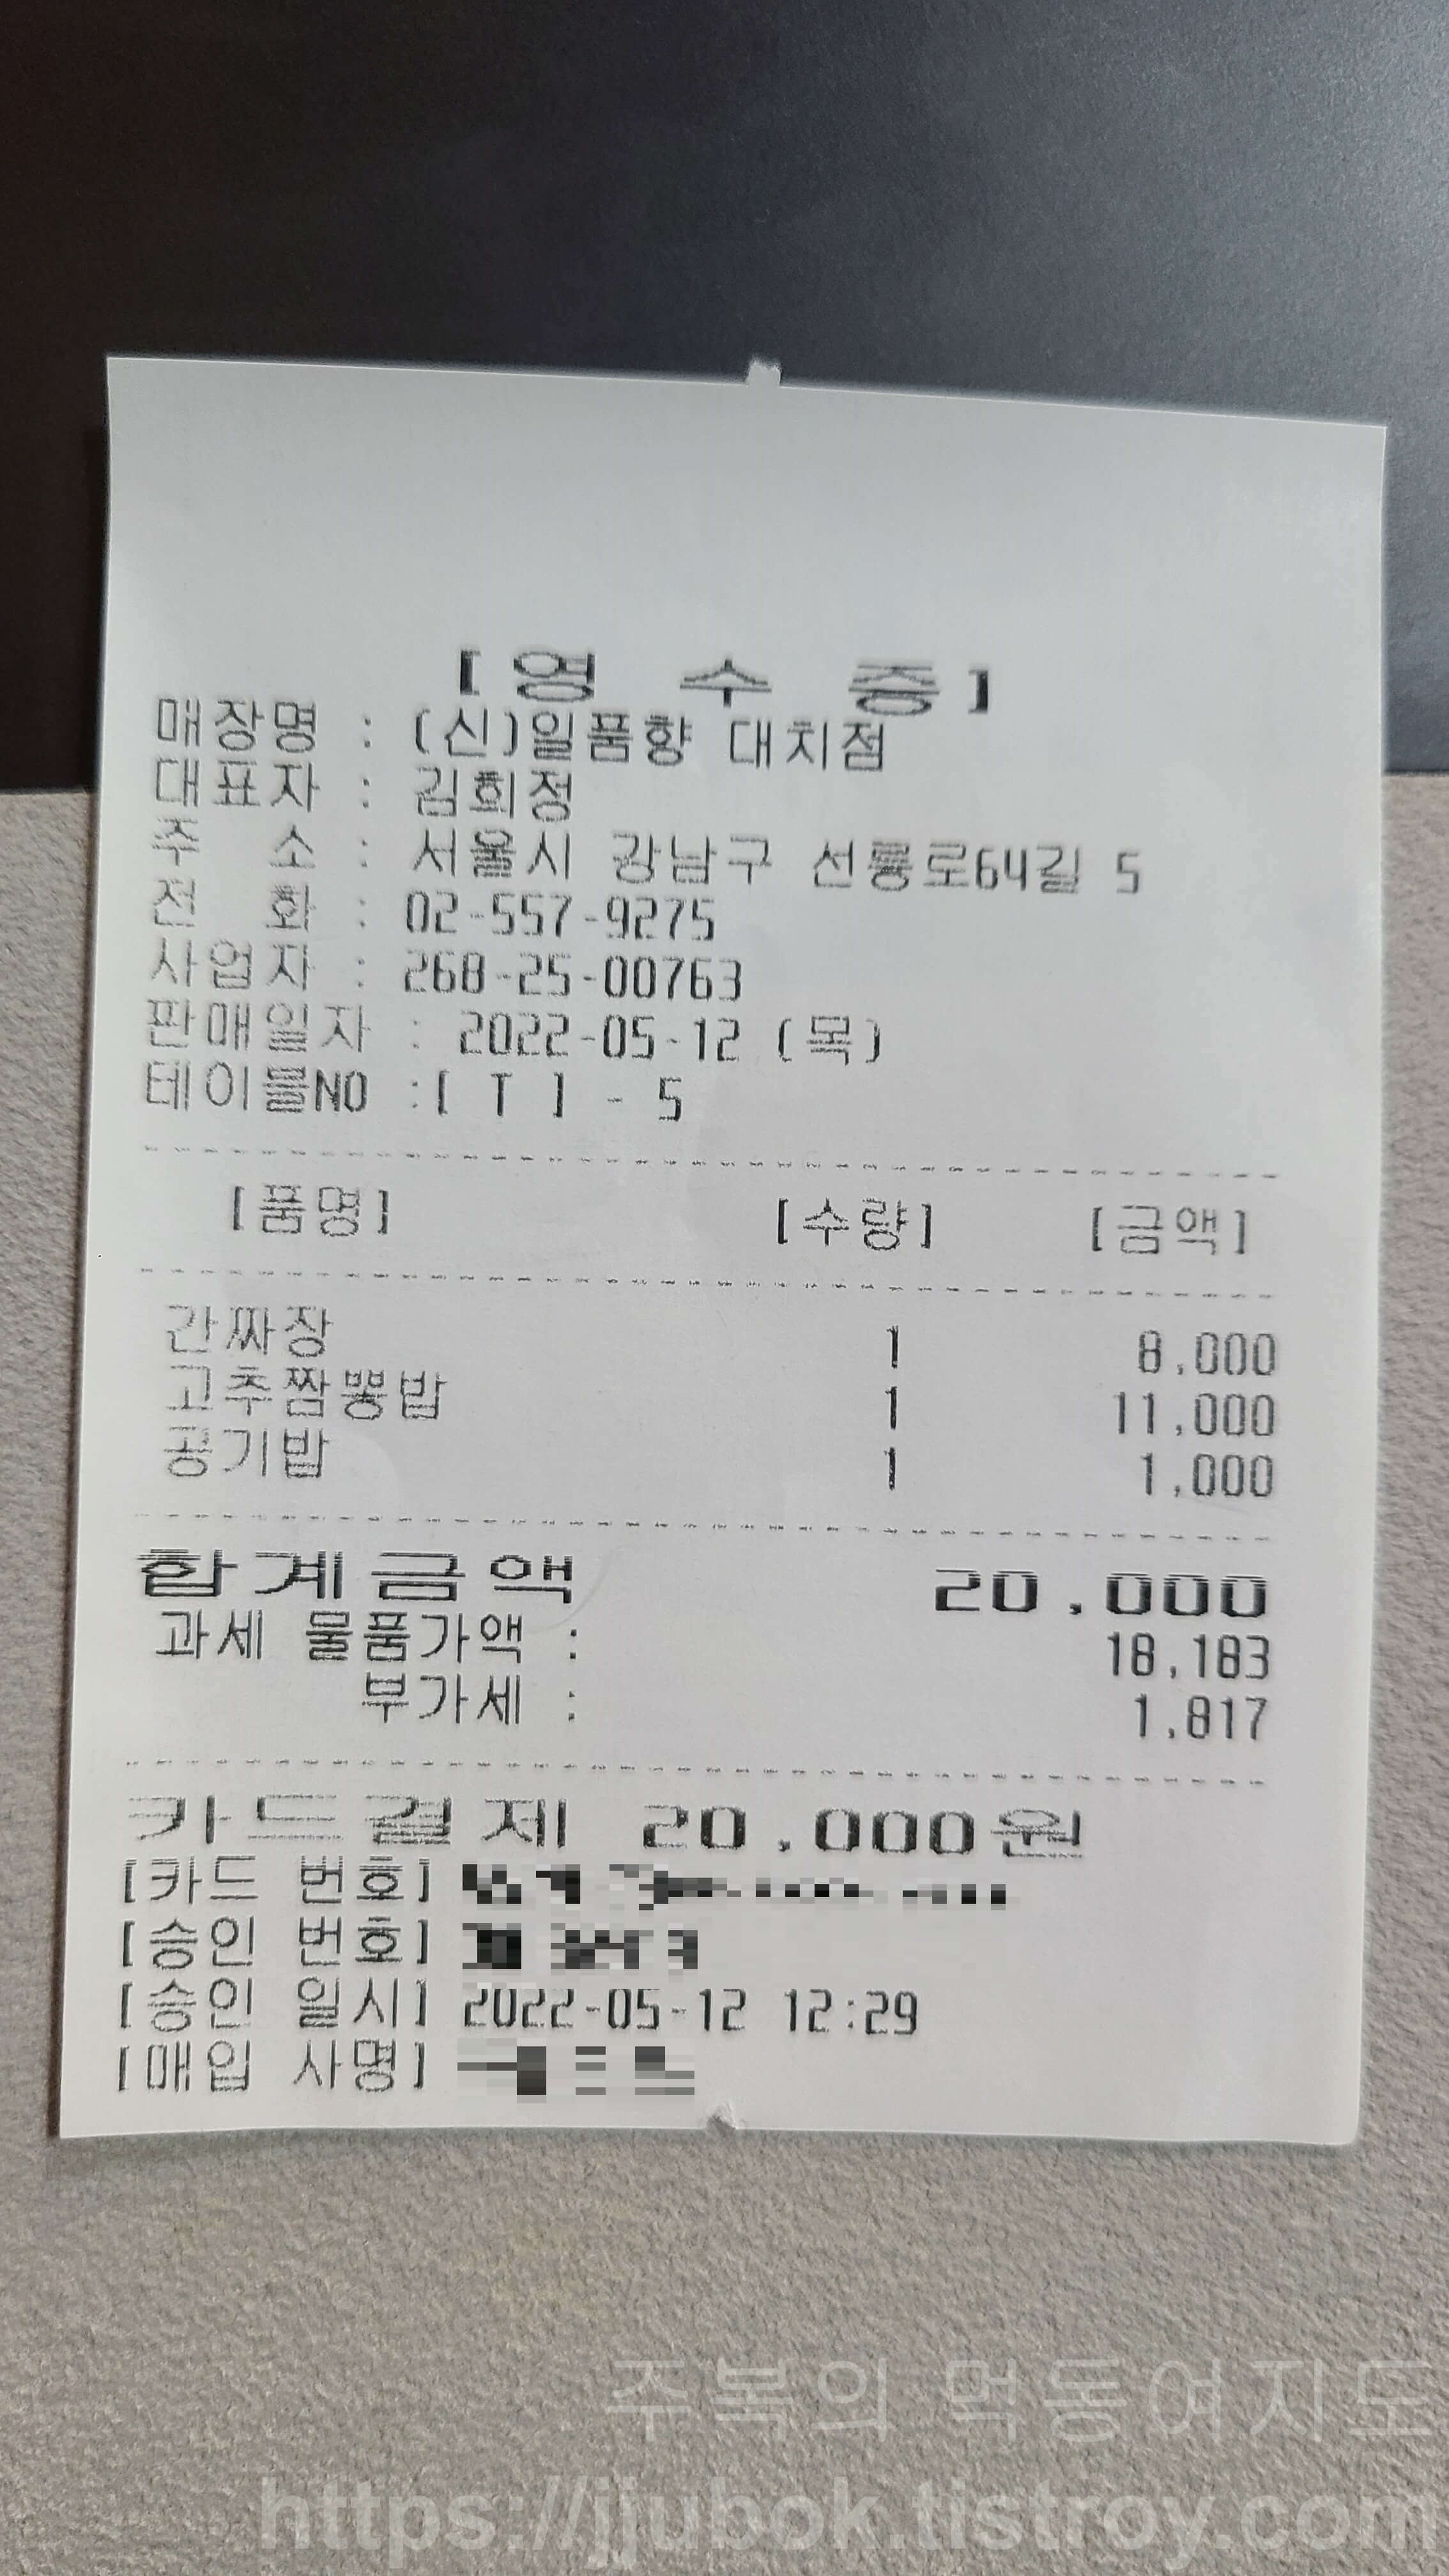 [영 수 증]
매장명 : (신)일품향 대치점
대표자 : 김희정
주 소 : 서울시 강남구 선릉로64길 5
전 화 : 02-557-9275
사업자 : 268-25-00763
판매일자 : 2022-05-12 (목)
테이블NO :[ T ] - 5
[품명] [수량] [금액]
간짜장 1 8,000
고추짬뽕밥 1 11,000
공기밥 1 1,000
합계금액 20,000
과세 물품가액 : 18,183
부가세 : 1,817
카드결제 20,000원
[카드 번호]
[승인 번호]
[승인 일시] 2022-05-12 12:29
[매입 사명]
주복의 먹동여지도
https://jjubok.tistroy.com